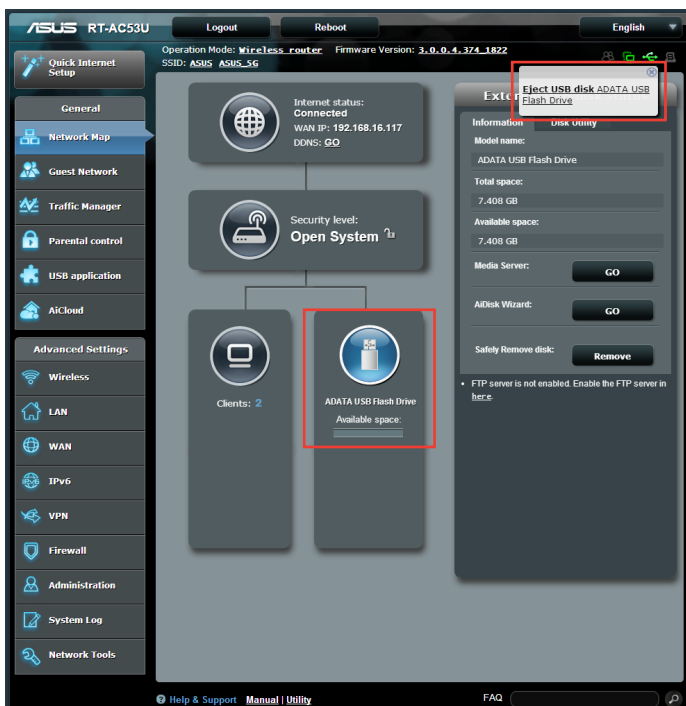 ASUS RT-AC53U
Logout
Reboot
English
Operation Mode: Wireless router Firmware Version: 3.0.0.4.374_1822
SSID: ASUS ASUS_5G
Quick Internet
Setup
General
Network Map
Guest Network
Traffic Manager
Parental control
USB application
AiCloud
Advanced Settings
Wireless
LAN
WAN
IPv6
VPN
Firewall
Administration
System Log
Network Tools
Internet status:
Connected
WAN IP: 192.168.16.117
DDNS: GO
Security level:
Open System
Clients: 2
ADATA USB Flash Drive
Available space:
Eject USB disk ADATA USB
Flash Drive
Information
Disk Utility
Model name:
ADATA USB Flash Drive
Total space:
7.408 GB
Available space:
7.408 GB
Media Server:
GO
AiDisk Wizard:
GO
Safely Remove disk:
Remove
• FTP server is not enabled. Enable the FTP server in
here.
Help & Support Manual | Utility
FAQ